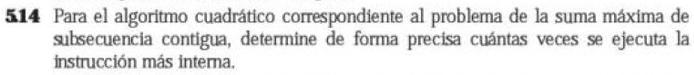 5.14 Para el algoritmo cuadrático correspondiente al problema de la suma máxima de
subsecuencia contigua, determine de forma precisa cuántas veces se ejecuta la
instrucción más interna.